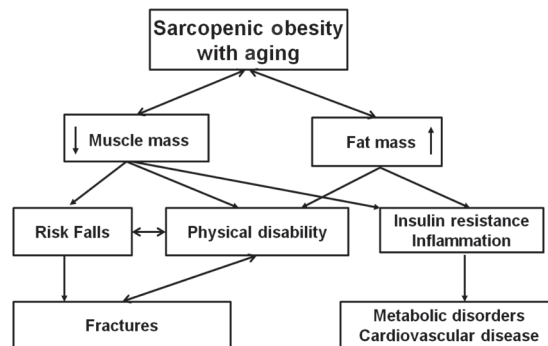 Sarcopenic obesity
with aging
Muscle mass
Fat mass
Risk Falls
Physical disability
Insulin resistance
Inflammation
Fractures
Metabolic disorders
Cardiovascular disease